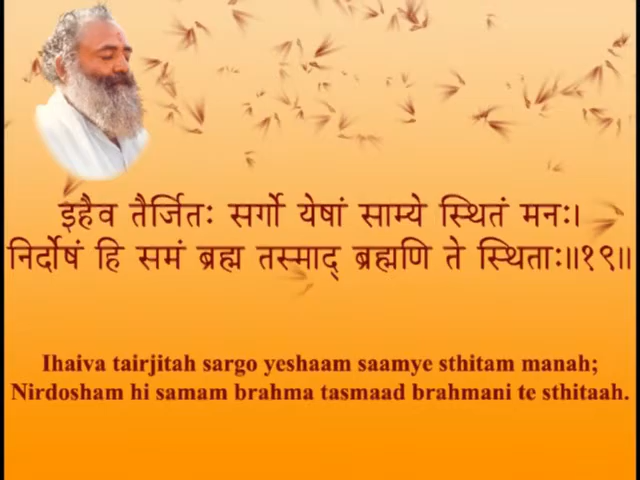 इहैव तैर्जितः सर्गो येषां साम्ये स्थितं मनः।
निर्दोषं हि समं ब्रह्म तस्माद् ब्रह्मणि ते स्थिताः॥१९॥
Ihaiva tairjitah sargo yeshaam saamye sthitam manah;
Nirdosham hi samam brahma tasmaad brahmani te sthitaah.